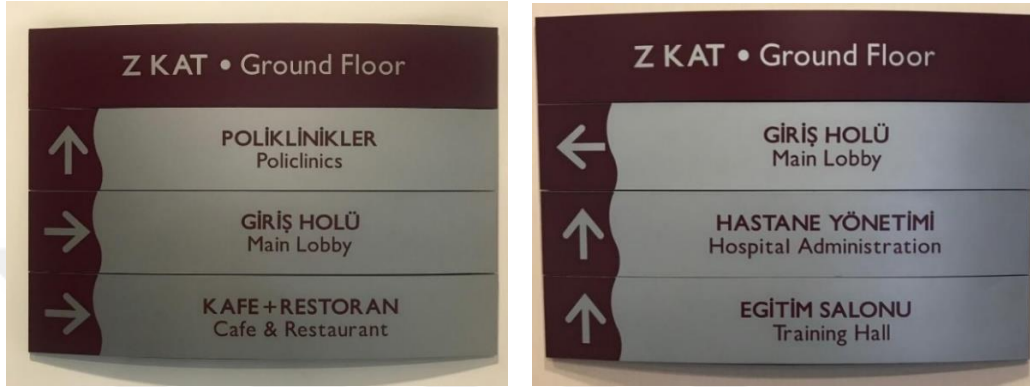 Z KAT • Ground Floor
POLİKLİNİKLER
Policlinics
GİRİŞ HOLÜ
Main Lobby
KAFE+RESTORAN
Cafe & Restaurant
Z KAT • Ground Floor
GİRİŞ HOLÜ
Main Lobby
HASTANE YÖNETİMİ
Hospital Administration
EGİTİM SALONU
Training Hall